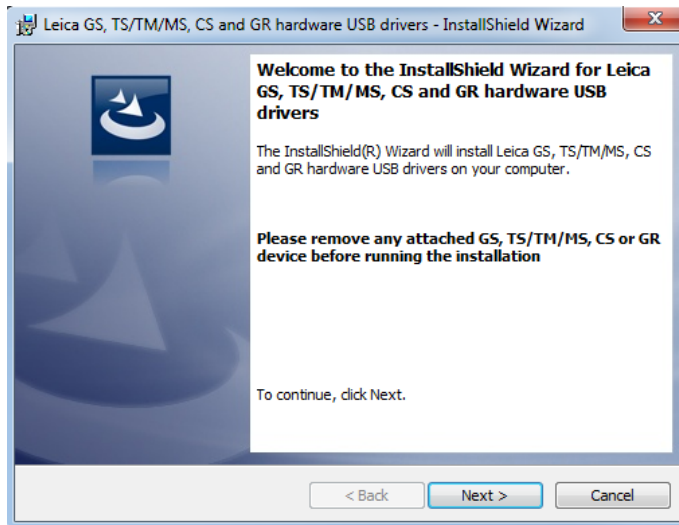 Leica GS, TS/TM/MS, CS and GR hardware USB drivers - InstallShield Wizard
Welcome to the InstallShield Wizard for Leica
GS, TS/TM/MS, CS and GR hardware USB
drivers
The InstallShield(R) Wizard will install Leica GS, TS/TM/MS, CS
and GR hardware USB drivers on your computer.
Please remove any attached GS, TS/TM/MS, CS or GR
device before running the installation
To continue, click Next.
< Back Next > Cancel